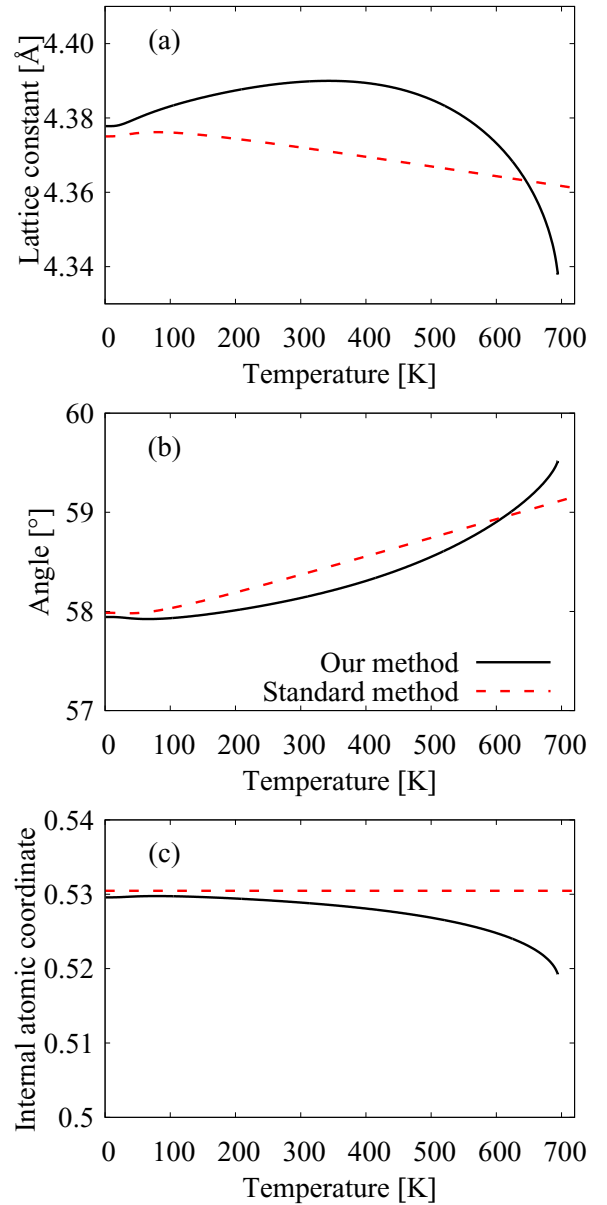 (a)
Lattice constant [Å]
4.40
4.38
4.36
4.34
0 100 200 300 400 500 600 700
Temperature [K]
(b)
Angle [°]
60
59
58
57
Our method
Standard method
0 100 200 300 400 500 600 700
Temperature [K]
(c)
Internal atomic coordinate
0.54
0.53
0.52
0.51
0.5
0 100 200 300 400 500 600 700
Temperature [K]